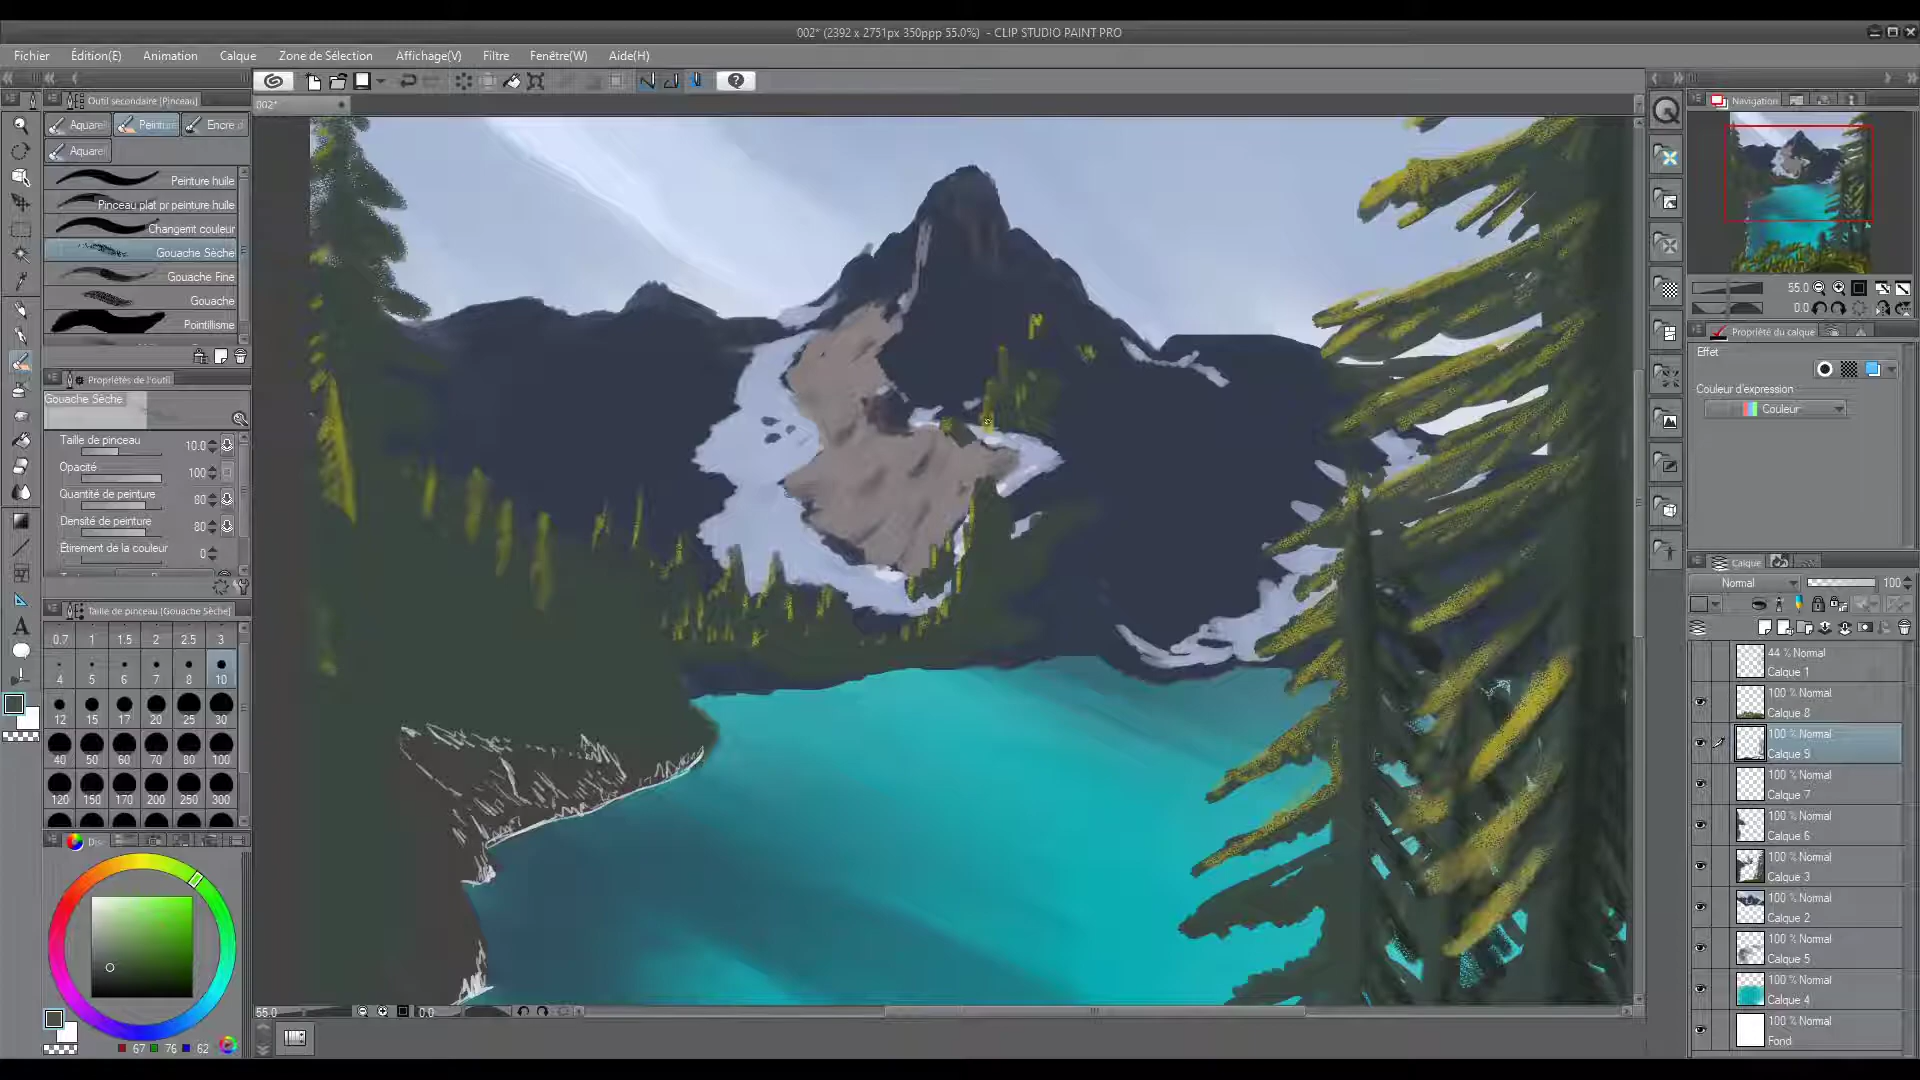 002* (2392 x 2751px 350ppp 55.0%) - CLIP STUDIO PAINT PRO
Fichier Édition(E) Animation Calque Zone de Sélection Affichage(V) Filtre Fenêtre(W) Aide(H)
Outil secondaire [Pinceau]
002*
Navigation
Aquarel Peinture Encre d
Aquarel
Peinture huile
Pinceau plat pr peinture huile
Changemt couleur
Gouache Sèche
Gouache Fine
Gouache
Pointillisme
55.0
0.0
Propriété du calque
Effet
Couleur d'expression
Couleur
Propriétés de l'outil
Gouache Sèche
Taille de pinceau 10.0
Opacité 100
Quantité de peinture 80
Densité de peinture 80
Étirement de la couleur 0
Taille de pinceau [Gouache Sèche]
0.7 1 1.5 2 2.5 3
4 5 6 7 8 10
12 15 17 20 25 30
40 50 60 70 80 100
120 150 170 200 250 300
67 76 62
55.0 0.0
Calque
Normal 100
44 % Normal
Calque 1
100 % Normal
Calque 8
100 % Normal
Calque 9
100 % Normal
Calque 7
100 % Normal
Calque 6
100 % Normal
Calque 3
100 % Normal
Calque 2
100 % Normal
Calque 5
100 % Normal
Calque 4
100 % Normal
Fond